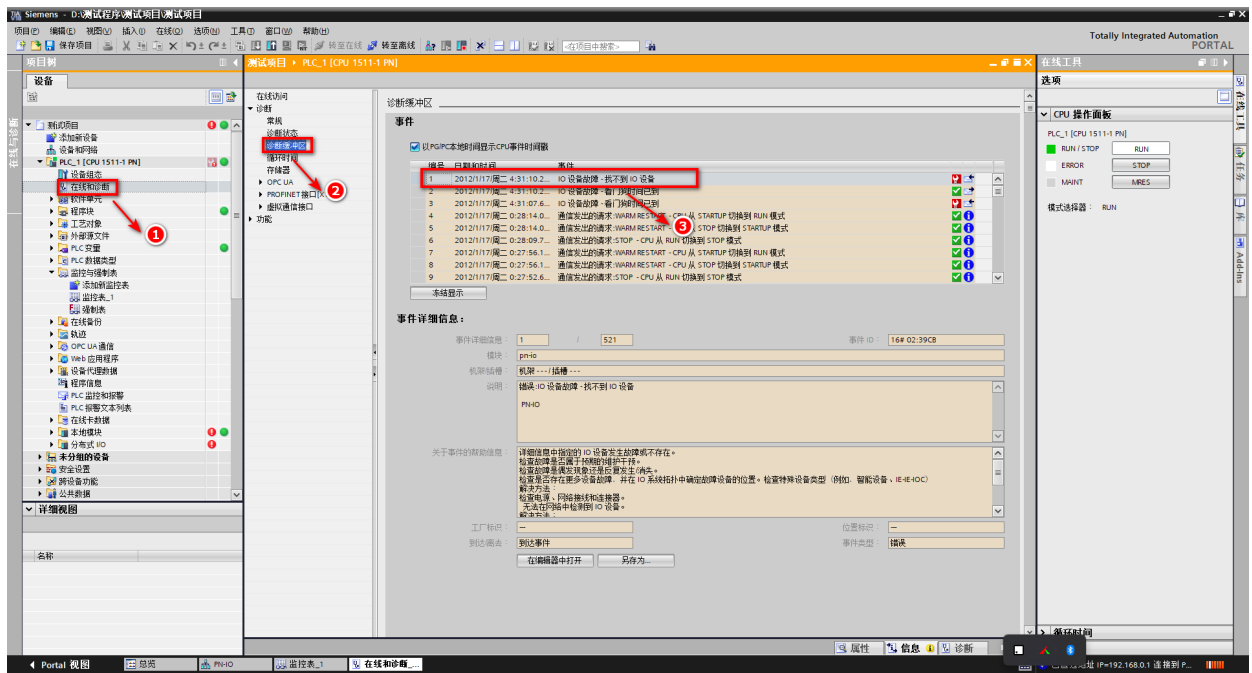 Siemens - D:\测试程序\测试项目\测试项目
项目(P) 编辑(E) 视图(V) 插入(I) 在线(O) 选项(N) 工具(T) 窗口(W) 帮助(H)
Totally Integrated Automation
PORTAL
保存项目 转至在线 转至离线 <在项目中搜索>
项目树
设备
测试项目
添加新设备
设备和网络
PLC_1 [CPU 1511-1 PN]
设备组态
在线和诊断
软件单元
程序块
工艺对象
外部源文件
PLC 变量
PLC 数据类型
监控与强制表
添加新监控表
监控表_1
强制表
在线备份
轨迹
OPC UA 通信
Web 应用程序
设备代理数据
程序信息
PLC 监控和报警
PLC 报警文本列表
在线卡数据
本地模块
分布式 I/O
未分组的设备
安全设置
跨设备功能
公共数据
详细视图
名称
1
测试项目 ▸ PLC_1 [CPU 1511-1 PN]
在线访问
诊断
常规
诊断状态
诊断缓冲区
循环时间
存储器
OPC UA
PROFINET 接口
虚拟通信接口
功能
2
诊断缓冲区
事件
以PG/PC本地时间显示CPU事件时间戳
编号 日期和时间 事件
1 2012/1/17/周二 4:31:10.2... IO 设备故障 - 找不到 IO 设备
2 2012/1/17/周二 4:31:10.2... IO 设备故障 - 看门狗时间已到
3 2012/1/17/周二 4:31:07.6... IO 设备故障 - 看门狗时间已到
4 2012/1/17/周二 0:28:14.0... 通信发出的请求:WARM RESTART - CPU 从 STARTUP 切换到 RUN 模式
5 2012/1/17/周二 0:28:14.0... 通信发出的请求:WARM RESTART - CPU 从 STOP 切换到 STARTUP 模式
6 2012/1/17/周二 0:28:09.7... 通信发出的请求:STOP - CPU 从 RUN 切换到 STOP 模式
7 2012/1/17/周二 0:27:56.1... 通信发出的请求:WARM RESTART - CPU 从 STARTUP 切换到 RUN 模式
8 2012/1/17/周二 0:27:56.1... 通信发出的请求:WARM RESTART - CPU 从 STOP 切换到 STARTUP 模式
9 2012/1/17/周二 0:27:52.6... 通信发出的请求:STOP - CPU 从 RUN 切换到 STOP 模式
3
冻结显示
事件详细信息:
事件详细信息: 1 / 521 事件 ID: 16# 02:39CB
模块: pn-io
机架/插槽: 机架 - - - / 插槽 - - -
说明: 错误:IO 设备故障 - 找不到 IO 设备
PN-IO
关于事件的帮助信息: 详细信息中指定的 IO 设备发生故障或不存在。
检查故障是否属于预期的维护干预。
检查故障是偶发现象还是反复发生/消失。
检查是否存在更多设备故障,并在 IO 系统拓扑中确定故障设备的位置。检查特殊设备类型(例如,智能设备、IE-IE-IOC)
解决方法:
检查电源、网络接线和连接器。
无法在网络中检测到 IO 设备。
解决方法:
工厂标识: — 位置标识: —
到达/离去: 到达事件 事件类型: 错误
在编辑器中打开 另存为...
在线工具
选项
CPU 操作面板
PLC_1 [CPU 1511-1 PN]
RUN / STOP RUN
ERROR STOP
MAINT MRES
模式选择器: RUN
循环时间
在线工具
任务
库
Add-Ins
属性 信息 诊断
Portal 视图 总览 PN-IO 监控表_1 在线和诊断_...
地址 IP=192.168.0.1 连接到 P...